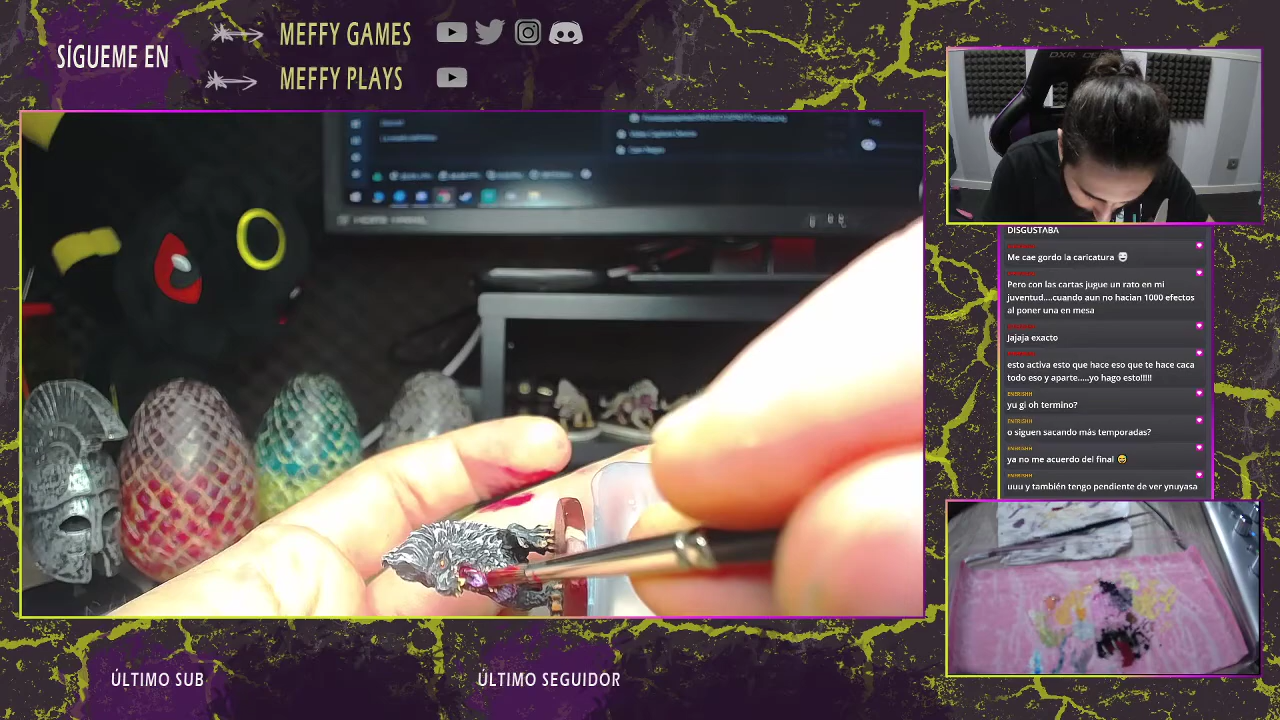 SÍGUEME EN
MEFFY GAMES
MEFFY PLAYS
DISGUSTABA
Me cae gordo la caricatura
Pero con las cartas jugue un rato en mi
juventud....cuando aun no hacian 1000 efectos
al poner una en mesa
Jajaja exacto
esto activa esto que hace eso que te hace caca
todo eso y aparte.....yo hago esto!!!!!
ENERISHH
yu gi oh termino?
ENERISHH
o siguen sacando más temporadas?
ENERISHH
ya no me acuerdo del final
ENERISHH
uuu y también tengo pendiente de ver ynuyasa
ÚLTIMO SUB
ÚLTIMO SEGUIDOR